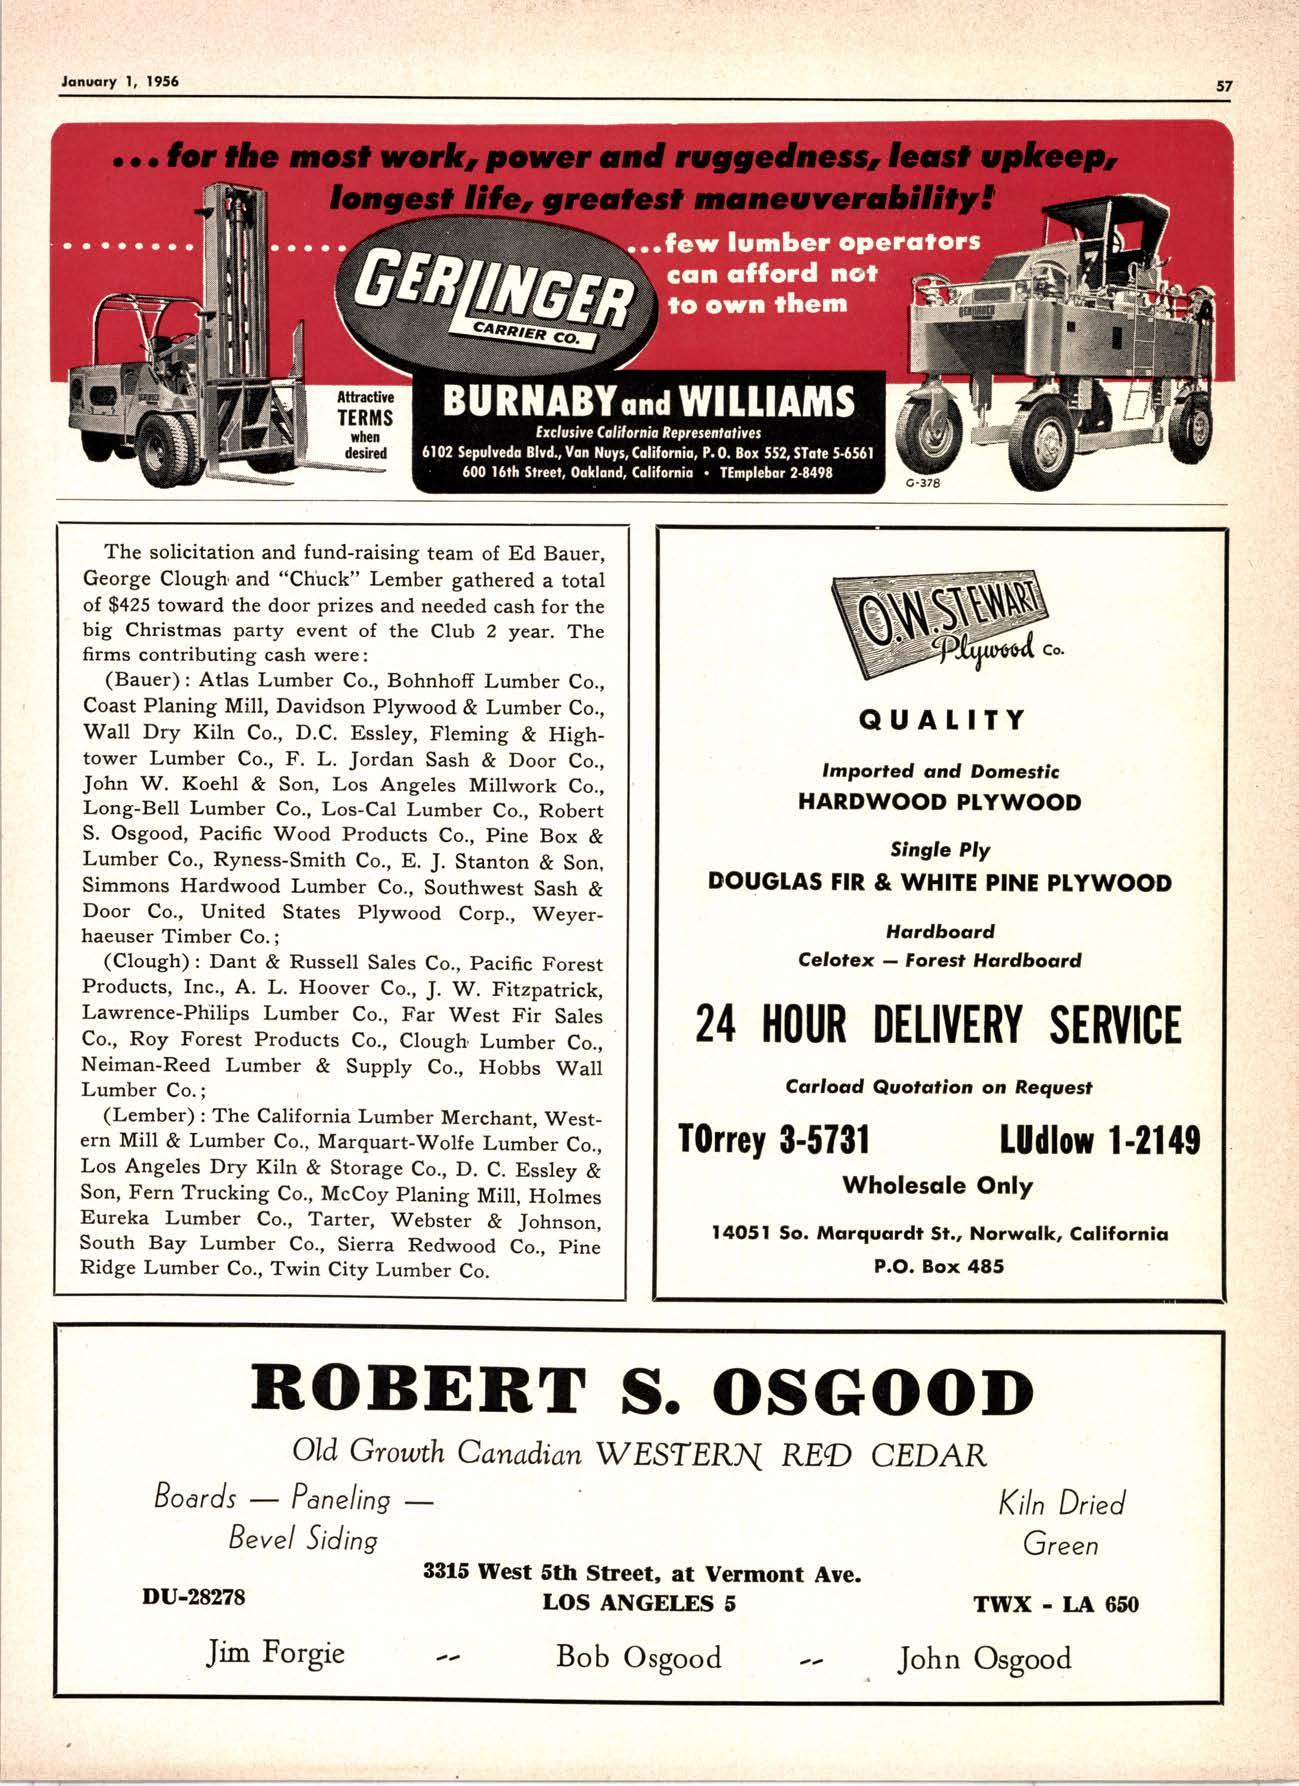 January 1, 1956
57
...for the most work, power and ruggedness, least upkeep,
longest life, greatest maneuverability!
GERLINGER
CARRIER CO.
...few lumber operators
can afford not
to own them
GERLINGER
Attractive
TERMS
when
desired
BURNABY and WILLIAMS
Exclusive California Representatives
6102 Sepulveda Blvd., Van Nuys, California, P.O. Box 552, STate 5-6561
600 16th Street, Oakland, California • TEmplebar 2-8498
G-378
The solicitation and fund-raising team of Ed Bauer,
George Clough and “Chuck” Lember gathered a total
of $425 toward the door prizes and needed cash for the
big Christmas party event of the Club 2 year. The
firms contributing cash were:
(Bauer): Atlas Lumber Co., Bohnhoff Lumber Co.,
Coast Planing Mill, Davidson Plywood & Lumber Co.,
Wall Dry Kiln Co., D.C. Essley, Fleming & High-
tower Lumber Co., F. L. Jordan Sash & Door Co.,
John W. Koehl & Son, Los Angeles Millwork Co.,
Long-Bell Lumber Co., Los-Cal Lumber Co., Robert
S. Osgood, Pacific Wood Products Co., Pine Box &
Lumber Co., Ryness-Smith Co., E. J. Stanton & Son,
Simmons Hardwood Lumber Co., Southwest Sash &
Door Co., United States Plywood Corp., Weyer-
haeuser Timber Co.;
(Clough): Dant & Russell Sales Co., Pacific Forest
Products, Inc., A. L. Hoover Co., J. W. Fitzpatrick,
Lawrence-Philips Lumber Co., Far West Fir Sales
Co., Roy Forest Products Co., Clough Lumber Co.,
Neiman-Reed Lumber & Supply Co., Hobbs Wall
Lumber Co.;
(Lember): The California Lumber Merchant, West-
ern Mill & Lumber Co., Marquart-Wolfe Lumber Co.,
Los Angeles Dry Kiln & Storage Co., D. C. Essley &
Son, Fern Trucking Co., McCoy Planing Mill, Holmes
Eureka Lumber Co., Tarter, Webster & Johnson,
South Bay Lumber Co., Sierra Redwood Co., Pine
Ridge Lumber Co., Twin City Lumber Co.
O.W. STEWART
Plywood Co.
QUALITY
Imported and Domestic
HARDWOOD PLYWOOD
Single Ply
DOUGLAS FIR & WHITE PINE PLYWOOD
Hardboard
Celotex — Forest Hardboard
24 HOUR DELIVERY SERVICE
Carload Quotation on Request
TOrrey 3-5731 LUdlow 1-2149
Wholesale Only
14051 So. Marquardt St., Norwalk, California
P.O. Box 485
ROBERT S. OSGOOD
Old Growth Canadian WESTERN RED CEDAR
Boards — Paneling —
Bevel Siding
Kiln Dried
Green
3315 West 5th Street, at Vermont Ave.
DU-28278 LOS ANGELES 5 TWX - LA 650
Jim Forgie -- Bob Osgood -- John Osgood